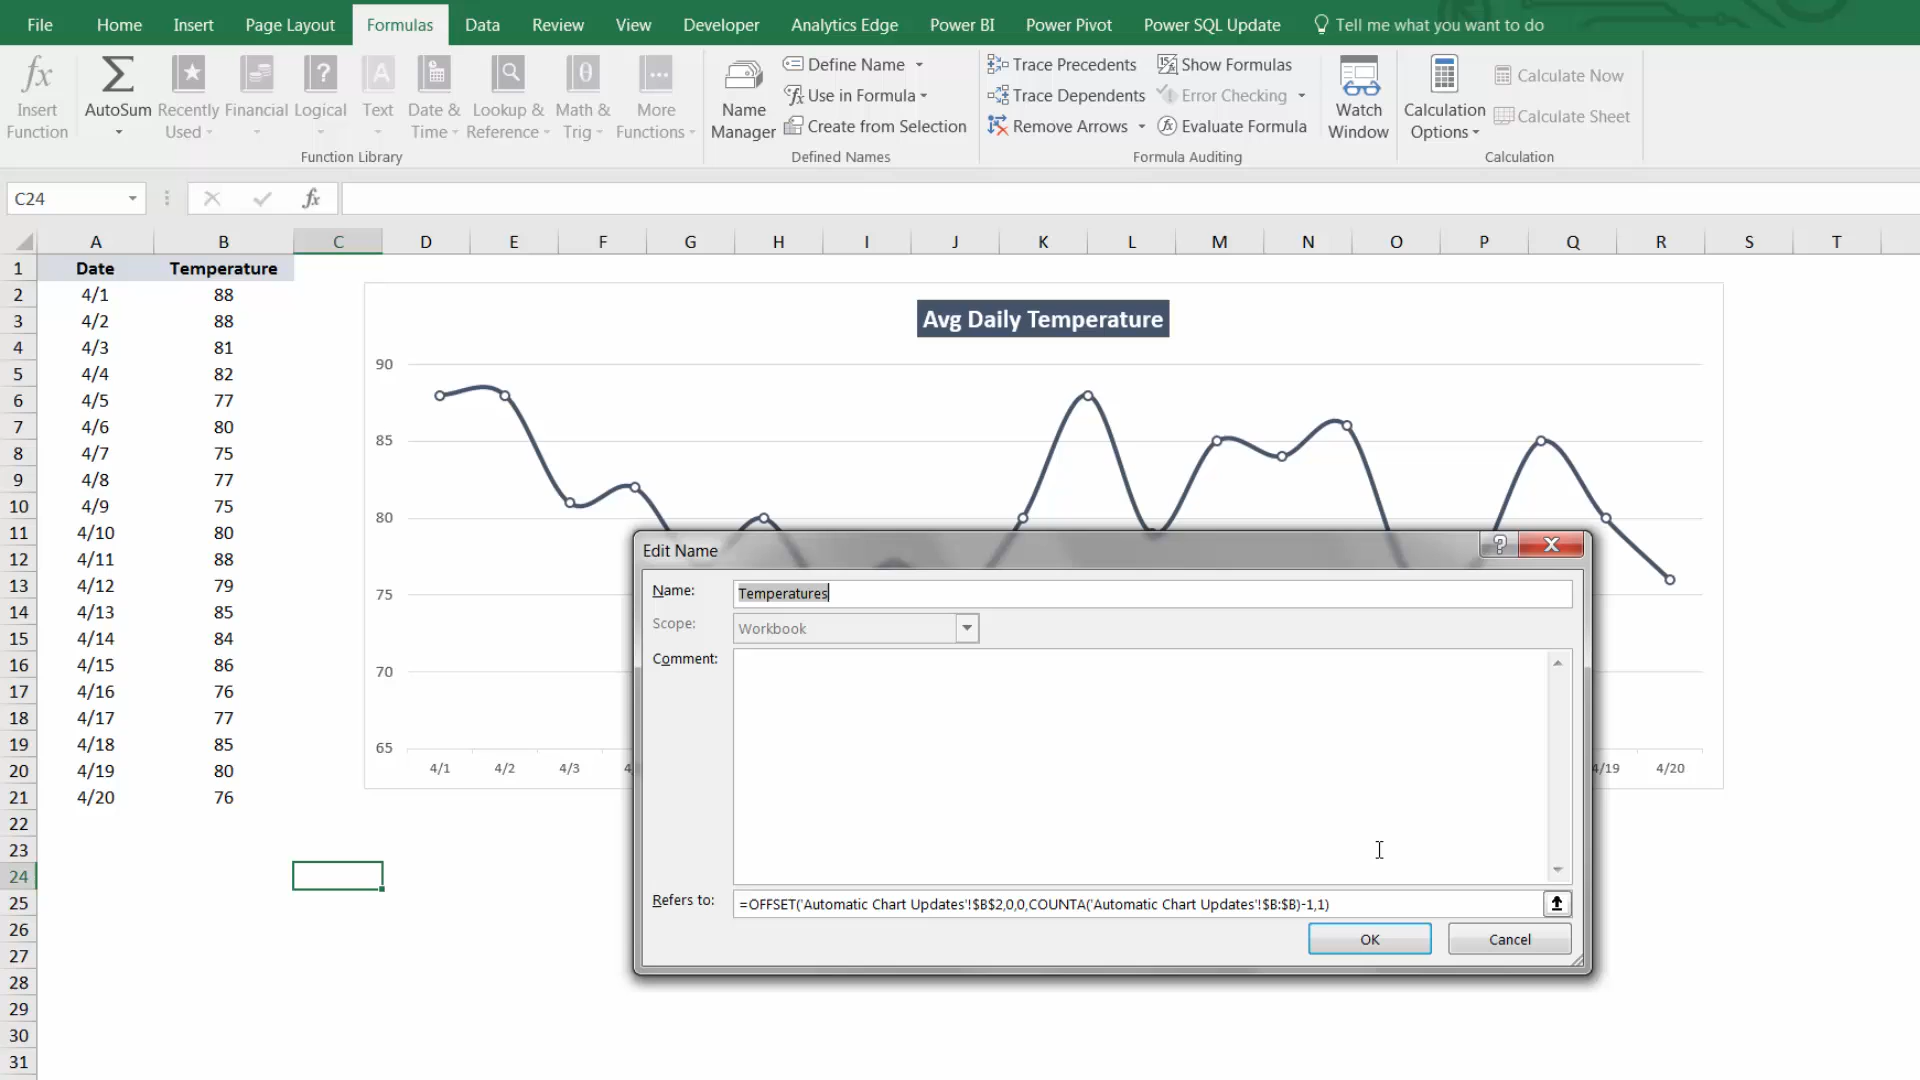 File Home Insert Page Layout Formulas Data Review View Developer Analytics Edge Power BI Power Pivot Power SQL Update Tell me what you want to do
fx Σ ? A θ ...
Insert Function
AutoSum
Recently Used
Financial
Logical
Text
Date & Time
Lookup & Reference
Math & Trig
More Functions
Function Library
Name Manager
Define Name
Use in Formula
Create from Selection
Defined Names
Trace Precedents
Trace Dependents
Remove Arrows
Show Formulas
Error Checking
Evaluate Formula
Formula Auditing
Watch Window
Calculation Options
Calculate Now
Calculate Sheet
Calculation
C24 fx
A B C D E F G H I J K L M N O P Q R S T
1 Date Temperature
2 4/1 88
3 4/2 88
4 4/3 81
5 4/4 82
6 4/5 77
7 4/6 80
8 4/7 75
9 4/8 77
10 4/9 75
11 4/10 80
12 4/11 88
13 4/12 79
14 4/13 85
15 4/14 84
16 4/15 86
17 4/16 76
18 4/17 77
19 4/18 85
20 4/19 80
21 4/20 76
22
23
24
25
26
27
28
29
30
31
Avg Daily Temperature
90
85
80
75
70
65
4/1 4/2 4/3 4/19 4/20
Edit Name ?
Name: Temperatures
Scope: Workbook
Comment:
Refers to: =OFFSET('Automatic Chart Updates'!$B$2,0,0,COUNTA('Automatic Chart Updates'!$B:$B)-1,1)
OK Cancel